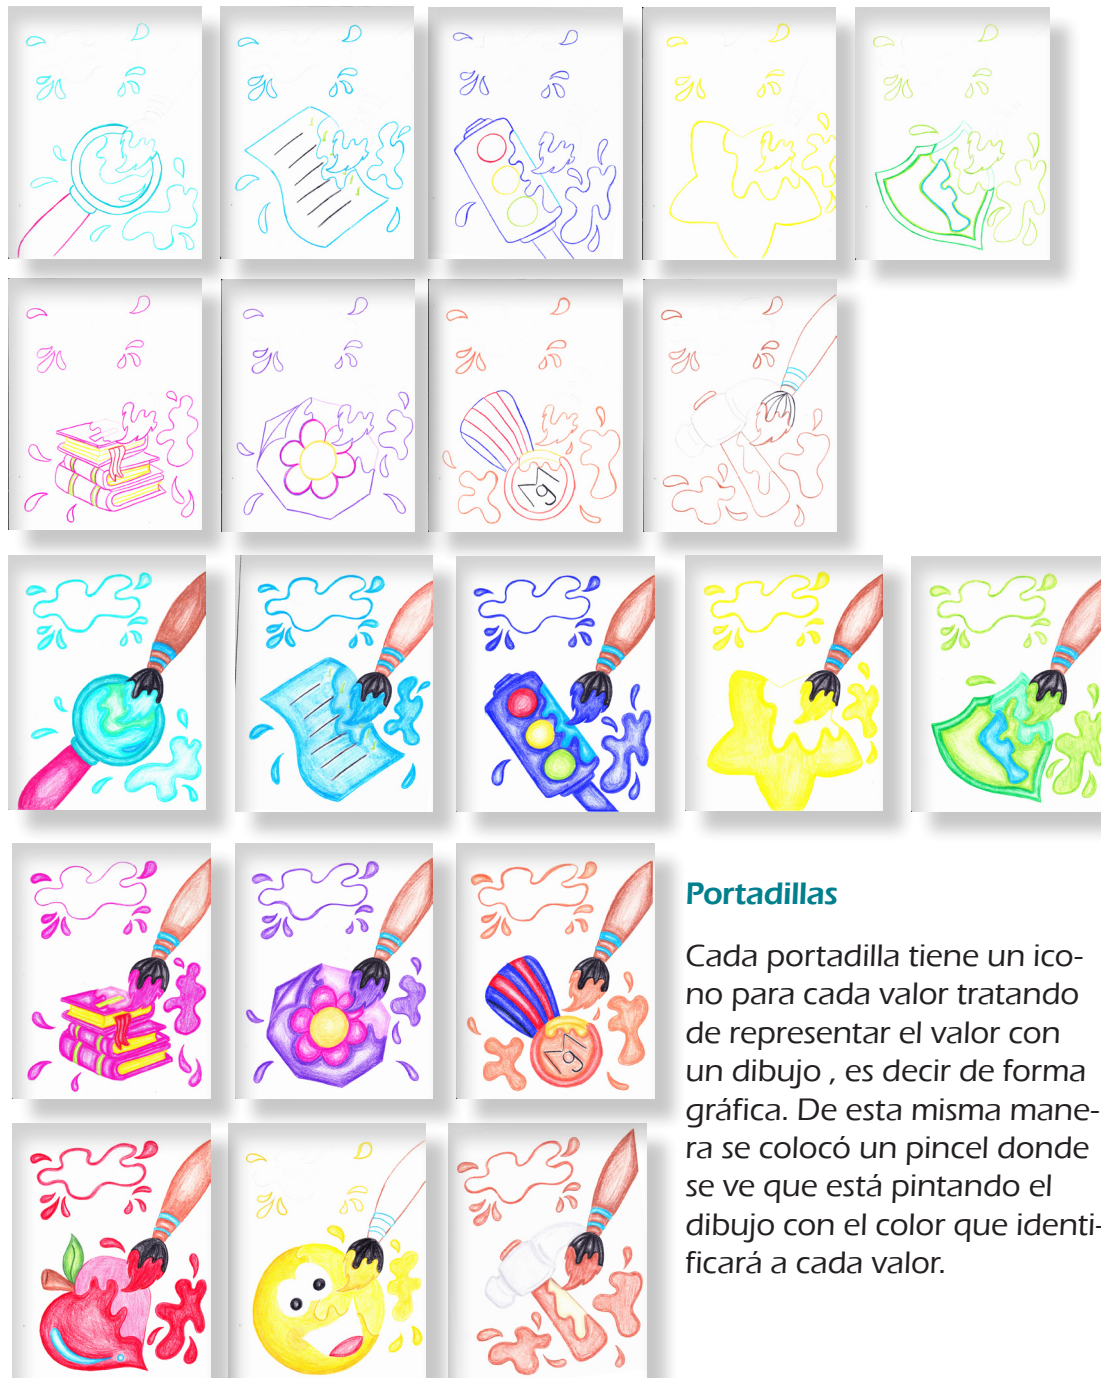 Portadillas
Cada portadilla tiene un ico-
no para cada valor tratando
de representar el valor con
un dibujo , es decir de forma
gráfica. De esta misma mane-
ra se colocó un pincel donde
se ve que está pintando el
dibujo con el color que identi-
ficará a cada valor.